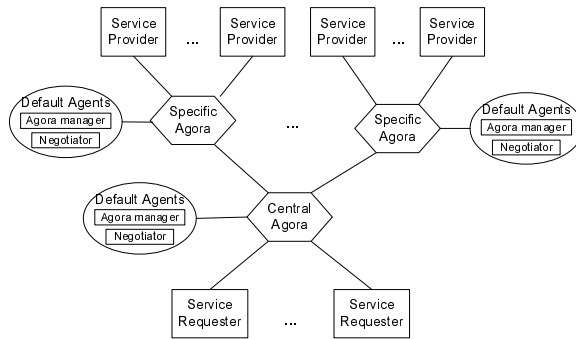 Service
Provider
...
Service
Provider
Service
Provider
...
Service
Provider
Default Agents
Agora manager
Negotiator
Specific
Agora
...
Specific
Agora
Default Agents
Agora manager
Negotiator
Default Agents
Agora manager
Negotiator
Central
Agora
Service
Requester
...
Service
Requester